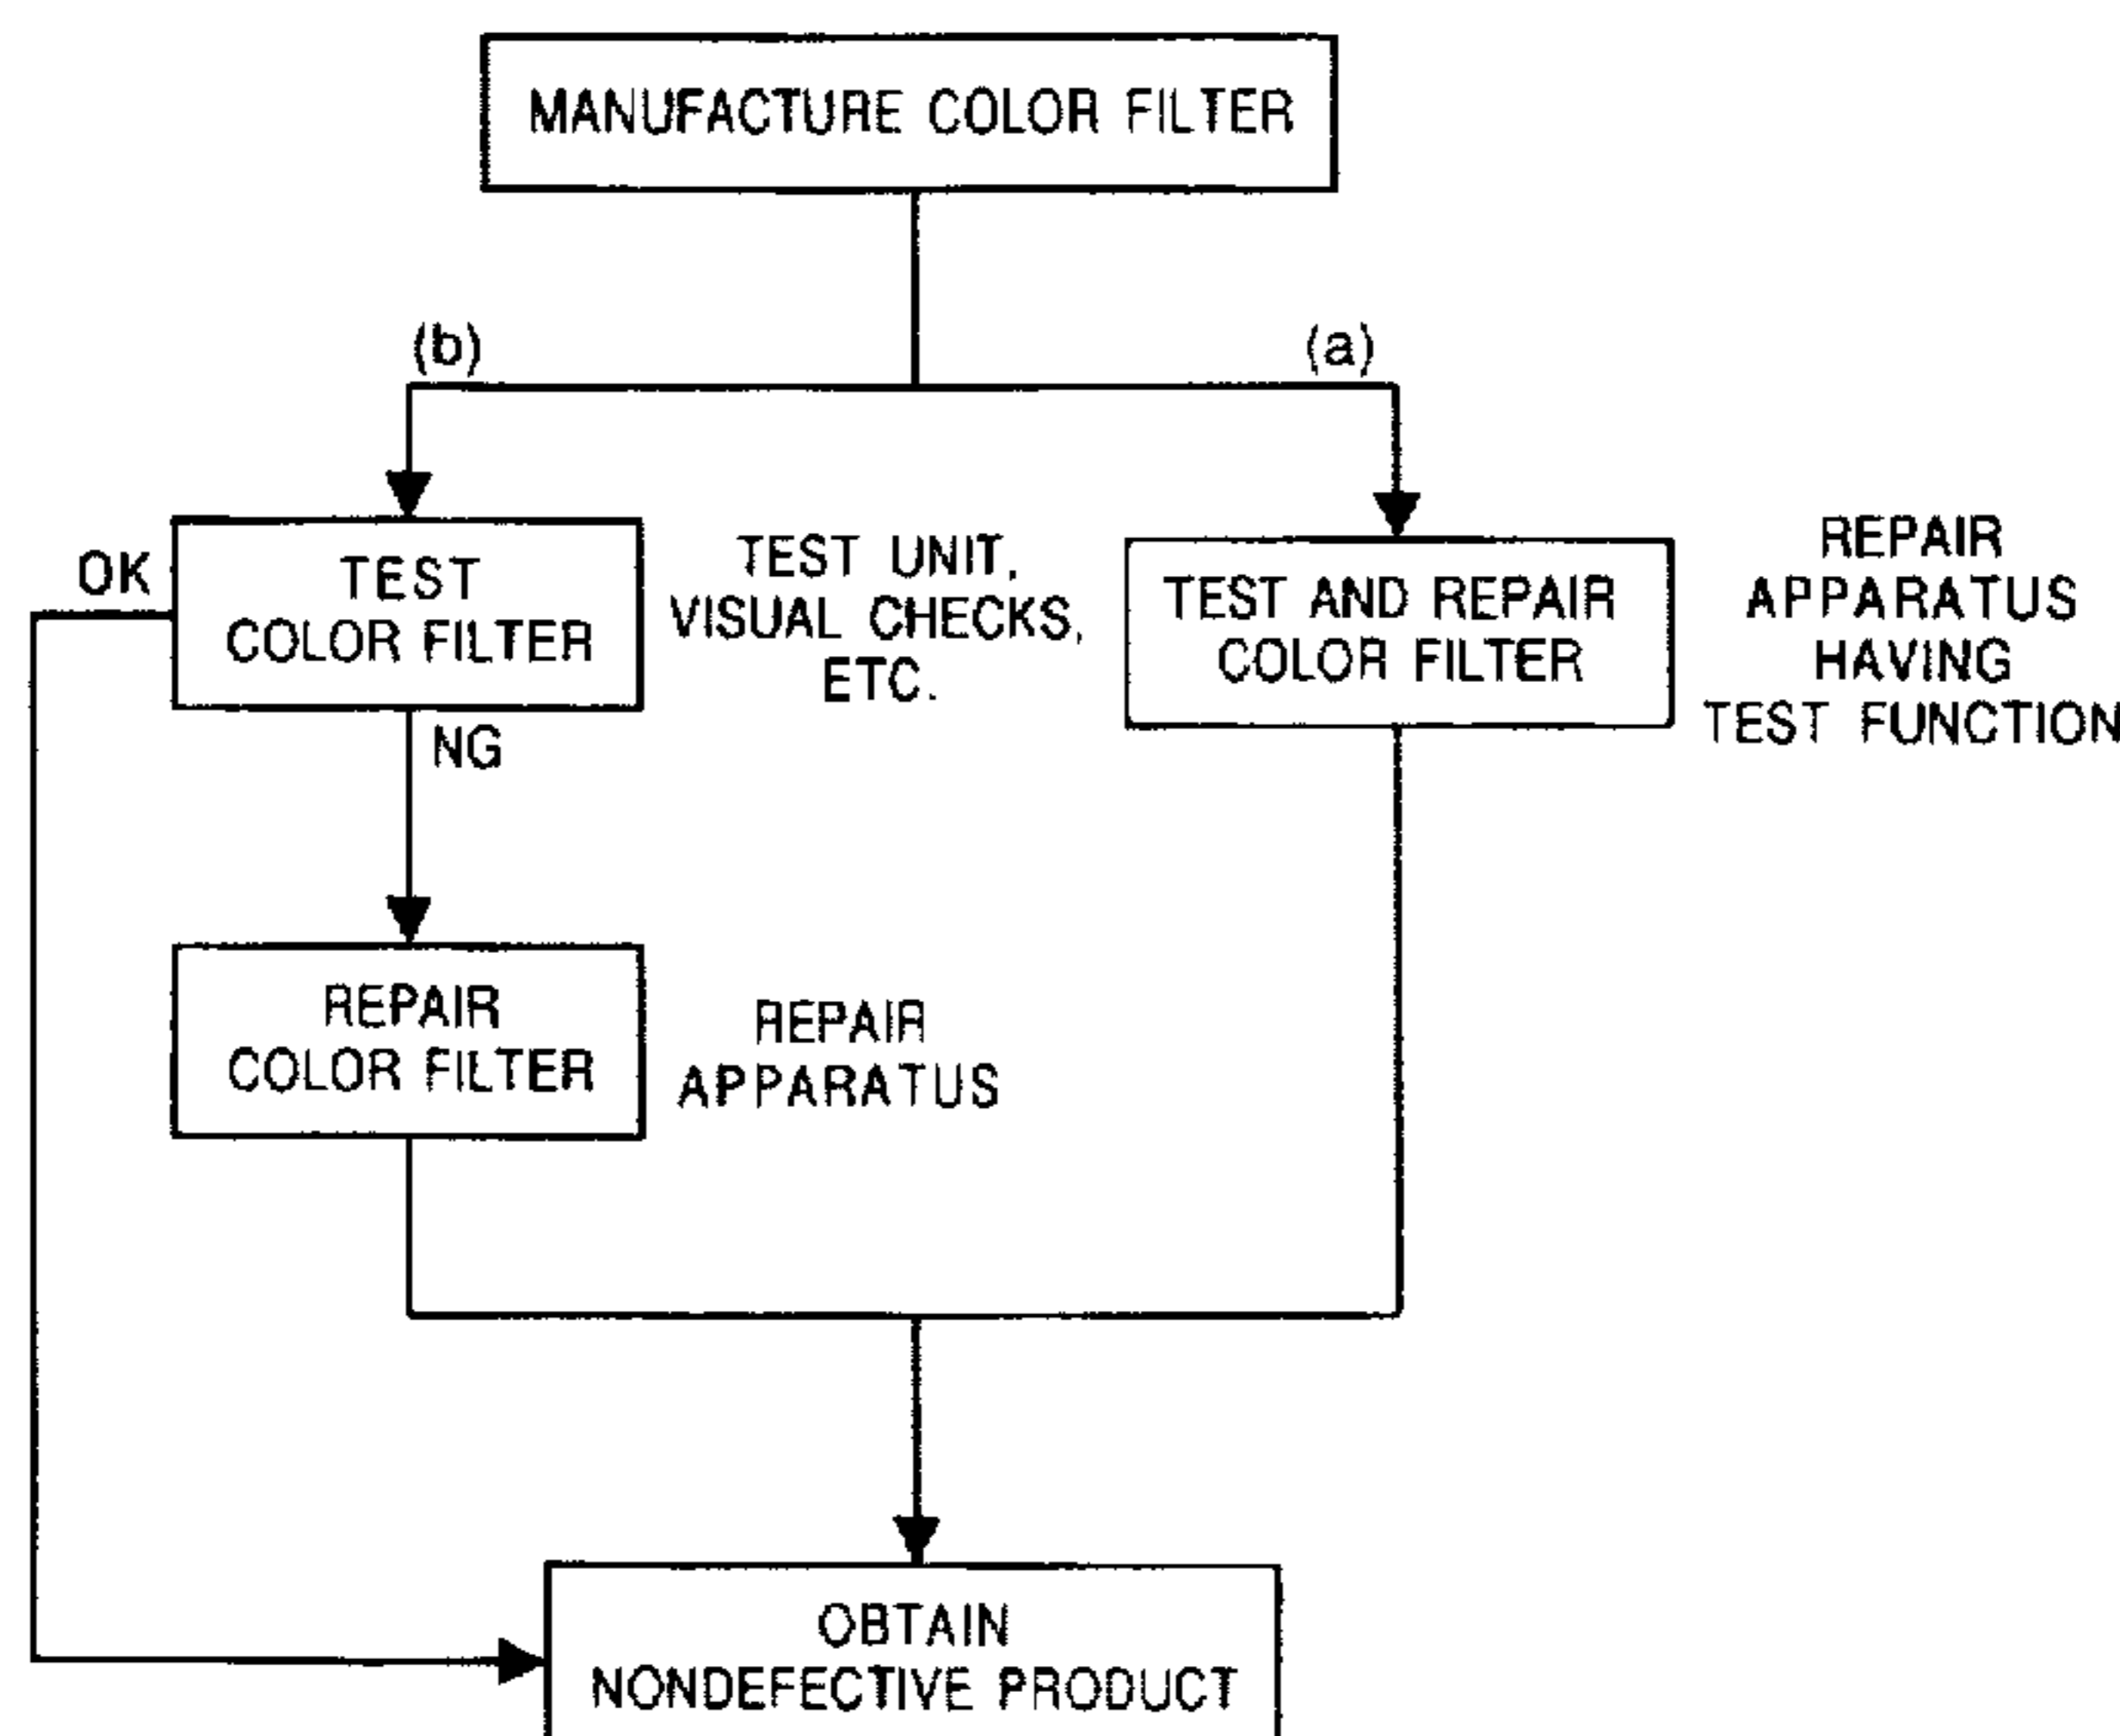 MANUFACTURE COLOR FILTER
(b)
(a)
OK
TEST
COLOR FILTER
TEST UNIT,
VISUAL CHECKS,
ETC.
TEST AND REPAIR
COLOR FILTER
REPAIR
APPARATUS
HAVING
TEST FUNCTION
NG
REPAIR
COLOR FILTER
REPAIR
APPARATUS
OBTAIN
NONDEFECTIVE PRODUCT